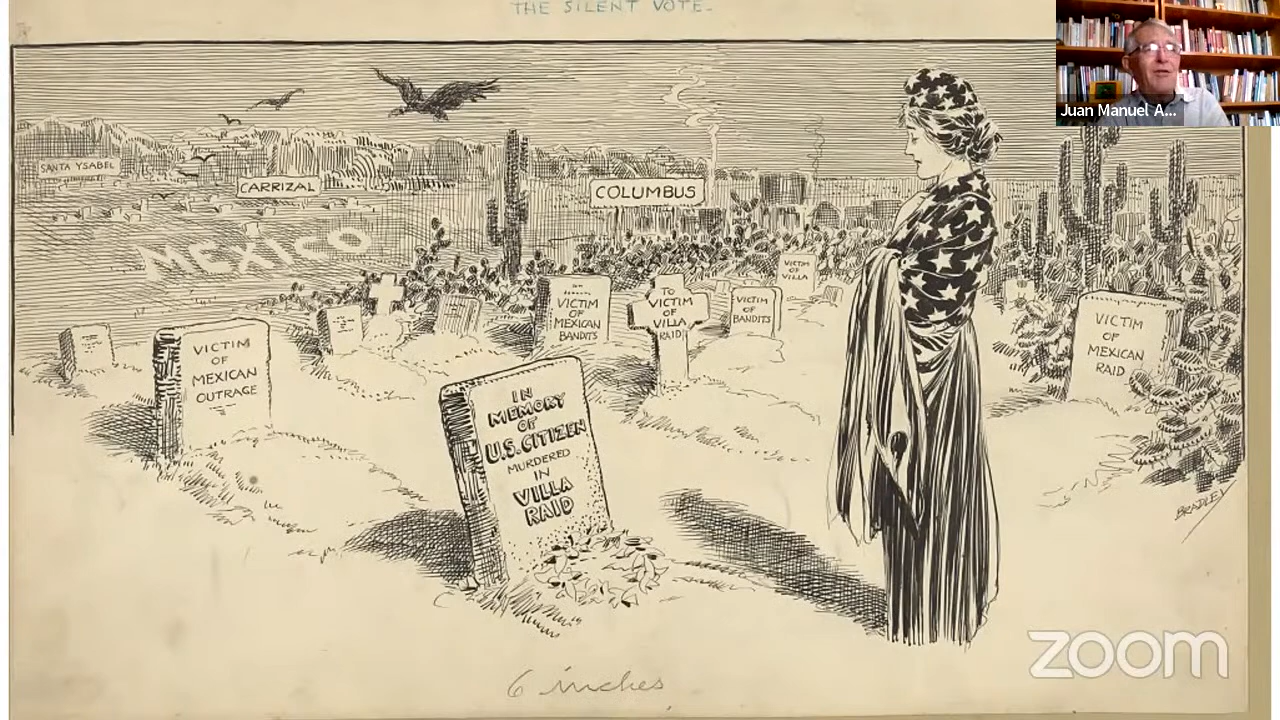 THE SILENT VOTE-
Juan Manuel A...
SANTA YSABEL
CARRIZAL
COLUMBUS
MEXICO
VICTIM
OF
VILLA
VICTIM
OF
MEXICAN
BANDITS
TO
VICTIM
OF
VILLA
RAID
VICTIM
OF
BANDITS
VICTIM
OF
MEXICAN
RAID
VICTIM
OF
MEXICAN
OUTRAGE
IN
MEMORY
OF
U.S. CITIZEN
MURDERED
IN
VILLA
RAID
BRADLEY
6 inches
zoom